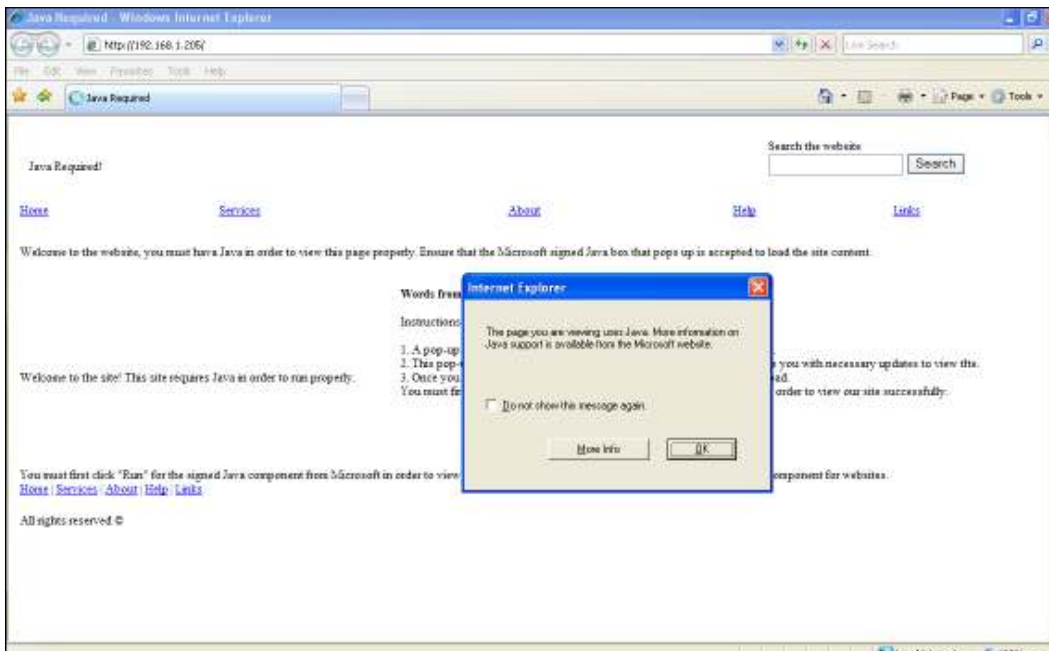 Java Required - Windows Internet Explorer
http://192.168.1.205/
Live Search
File Edit View Favorites Tools Help
Java Required
Page Tools
Search the website
Java Required!
Search
Home Services About Help Links
Welcome to the website, you must have Java in order to view this page properly. Ensure that the Microsoft signed Java box that pops up is accepted to load the site content.
Words from
Instructions
1. A pop-up
2. This pop- you with necessary updates to view this.
Welcome to the site! This site requires Java in order to run properly.
3. Once you
You must order to view our site successfully.
Internet Explorer
The page you are viewing uses Java. More information on
Java support is available from the Microsoft website.
Do not show this message again.
More Info OK
You must first click "Run" for the signed Java component from Microsoft in order to view omponent for websites.
Home | Services | About | Help | Links
All rights reserved ©